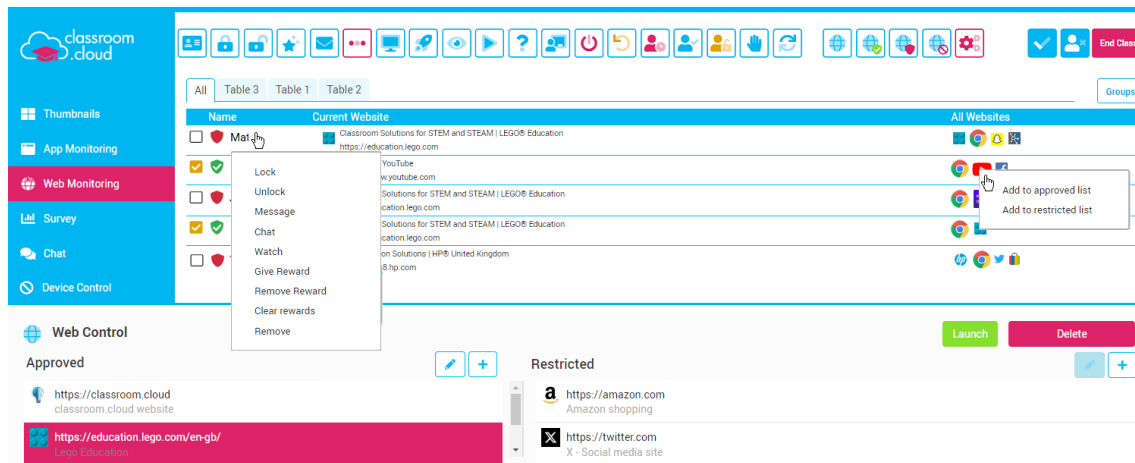 classroom
.cloud
?
End Class
All Table 3 Table 1 Table 2
Groups
Thumbnails
App Monitoring
Web Monitoring
Survey
Chat
Device Control
Name Current Website All Websites
Mat
Classroom Solutions for STEM and STEAM | LEGO® Education
https://education.lego.com
YouTube
w.youtube.com
Solutions for STEM and STEAM | LEGO® Education
cation.lego.com
Solutions for STEM and STEAM | LEGO® Education
cation.lego.com
on Solutions | HP® United Kingdom
8.hp.com
hp
Lock
Unlock
Message
Chat
Watch
Give Reward
Remove Reward
Clear rewards
Remove
Add to approved list
Add to restricted list
Web Control
Launch Delete
Approved
Restricted
https://classroom.cloud
classroom.cloud website
https://education.lego.com/en-gb/
Lego Education
a https://amazon.com
Amazon shopping
X https://twitter.com
X - Social media site